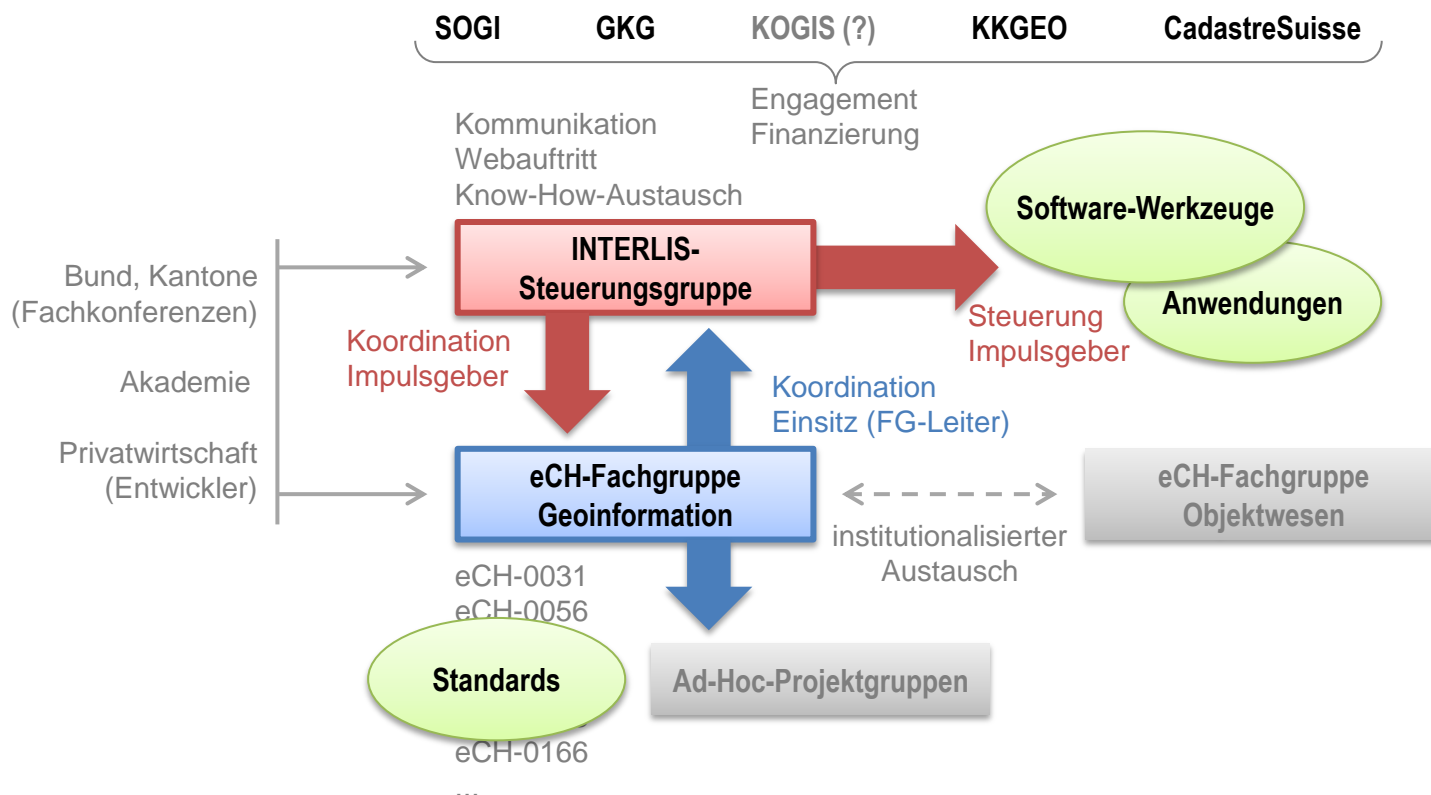 SOGI GKG KOGIS (?) KKGEO CadastreSuisse
Engagement
Finanzierung
Kommunikation
Webauftritt
Know-How-Austausch
Software-Werkzeuge
Anwendungen
INTERLIS-
Steuerungsgruppe
Bund, Kantone
(Fachkonferenzen)
Akademie
Privatwirtschaft
(Entwickler)
Koordination
Impulsgeber
Steuerung
Impulsgeber
Koordination
Einsitz (FG-Leiter)
eCH-Fachgruppe
Geoinformation
institutionalisierter
Austausch
eCH-Fachgruppe
Objektwesen
eCH-0031
eCH-0056
Standards
Ad-Hoc-Projektgruppen
eCH-0166
...